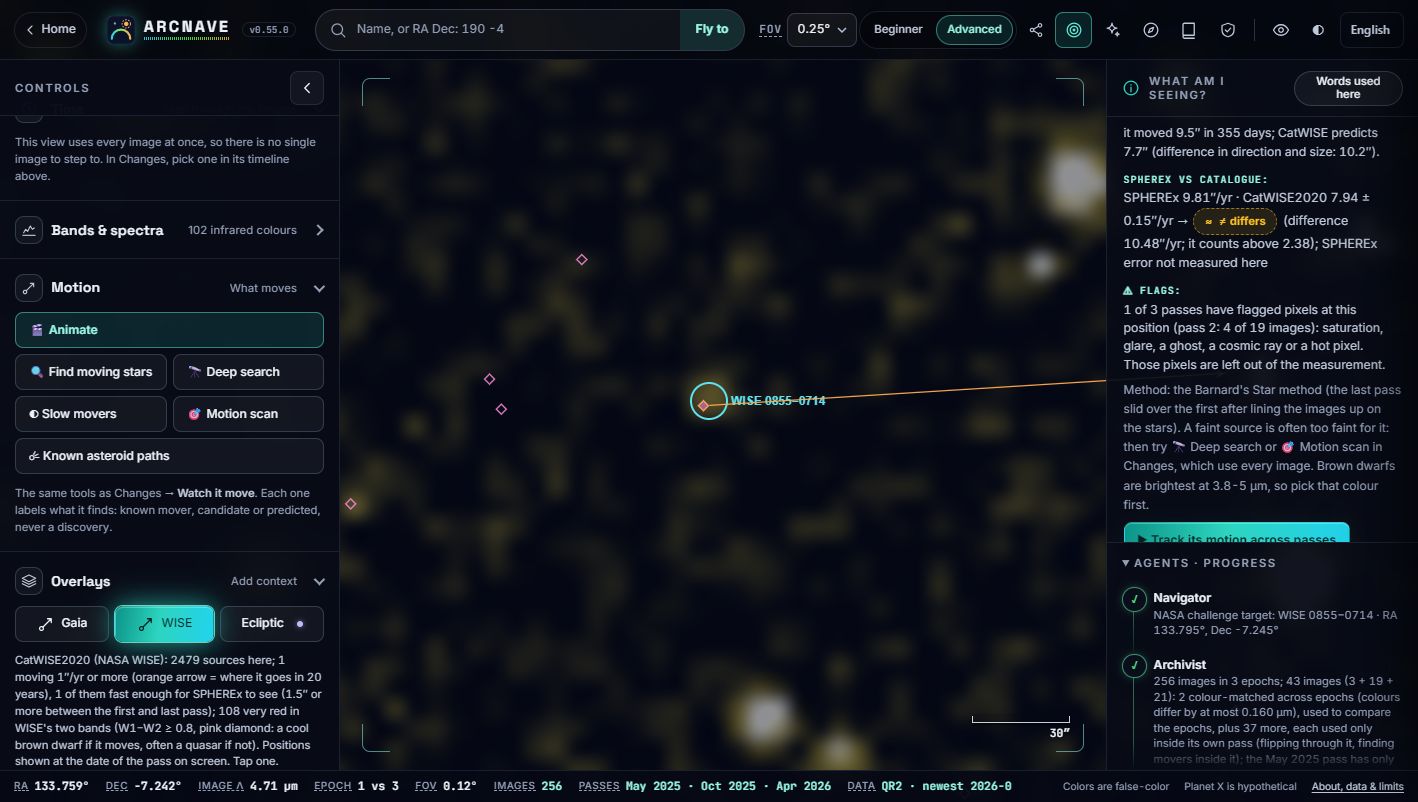 Home
ARCNAVE
v0.55.0
Name, or RA Dec: 190 -4
Fly to
FOV
0.25°
Beginner
Advanced
English
CONTROLS
This view uses every image at once, so there is no single
image to step to. In Changes, pick one in its timeline
above.
Bands & spectra 102 infrared colours
Motion What moves
Animate
Find moving stars
Deep search
Slow movers
Motion scan
Known asteroid paths
The same tools as Changes → Watch it move. Each one
labels what it finds: known mover, candidate or predicted,
never a discovery.
Overlays Add context
Gaia
WISE
Ecliptic
CatWISE2020 (NASA WISE): 2479 sources here; 1
moving 1″/yr or more (orange arrow = where it goes in 20
years), 1 of them fast enough for SPHEREx to see (1.5″ or
more between the first and last pass); 108 very red in
WISE's two bands (W1−W2 ≥ 0.8, pink diamond: a cool
brown dwarf if it moves, often a quasar if not). Positions
shown at the date of the pass on screen. Tap one.
WISE 0855−0714
30″
WHAT AM I
SEEING?
Words used
here
it moved 9.5″ in 355 days; CatWISE predicts
7.7″ (difference in direction and size: 10.2″).
SPHEREX VS CATALOGUE:
SPHEREx 9.81″/yr · CatWISE2020 7.94 ±
0.15″/yr → ≈ ≠ differs (difference
10.48″/yr; it counts above 2.38); SPHEREx
error not measured here
⚠ FLAGS:
1 of 3 passes have flagged pixels at this
position (pass 2: 4 of 19 images): saturation,
glare, a ghost, a cosmic ray or a hot pixel.
Those pixels are left out of the measurement.
Method: the Barnard's Star method (the last pass
slid over the first after lining the images up on
the stars). A faint source is often too faint for it:
then try 🔭 Deep search or 🎯 Motion scan in
Changes, which use every image. Brown dwarfs
are brightest at 3.8-5 µm, so pick that colour
first.
▶ Track its motion across passes
▼ AGENTS · PROGRESS
Navigator
NASA challenge target: WISE 0855−0714 · RA
133.795°, Dec -7.245°
Archivist
256 images in 3 epochs; 43 images (3 + 19 +
21): 2 colour-matched across epochs (colours
differ by at most 0.160 µm), used to compare
the epochs, plus 37 more, each used only
inside its own pass (flipping through it, finding
movers inside it); the May 2025 pass has only
RA 133.759° DEC -7.242° IMAGE Λ 4.71 µm EPOCH 1 vs 3 FOV 0.12° IMAGES 256 PASSES May 2025 · Oct 2025 · Apr 2026 DATA QR2 · newest 2026-0
Colors are false-color Planet X is hypothetical About, data & limits